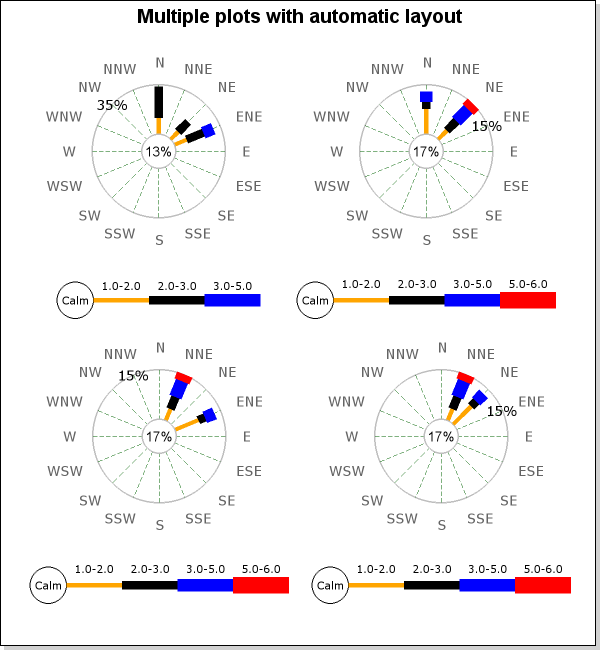 Multiple plots with automatic layout
N
NNW NNE
NW NE
35%
WNW ENE
W 13% E
WSW ESE
SW SE
SSW SSE
S
N
NNW NNE
NW NE
WNW ENE
15%
W 17% E
WSW ESE
SW SE
SSW SSE
S
Calm 1.0-2.0 2.0-3.0 3.0-5.0
Calm 1.0-2.0 2.0-3.0 3.0-5.0 5.0-6.0
N
NNW NNE
NW 15% NE
WNW ENE
W 17% E
WSW ESE
SW SE
SSW SSE
S
N
NNW NNE
NW NE
WNW ENE
15%
W 17% E
WSW ESE
SW SE
SSW SSE
S
Calm 1.0-2.0 2.0-3.0 3.0-5.0 5.0-6.0
Calm 1.0-2.0 2.0-3.0 3.0-5.0 5.0-6.0